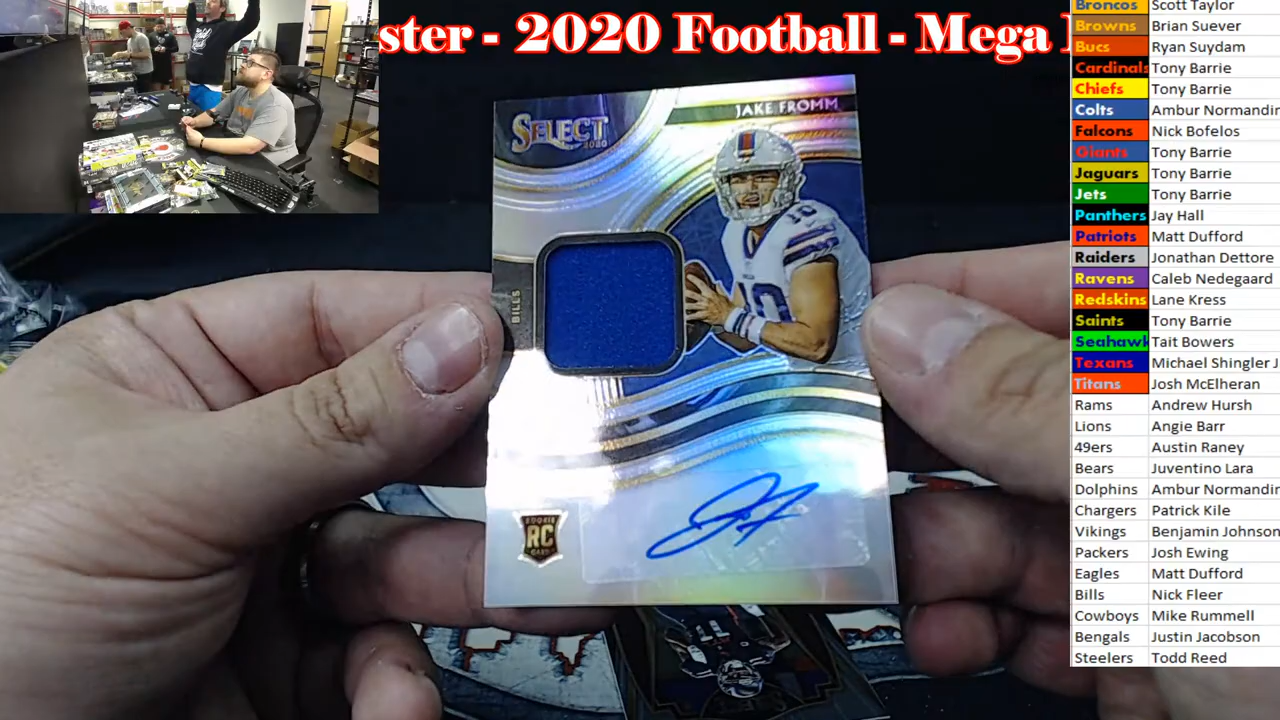 ster - 2020 Football - Mega
Broncos Scott Taylor
Browns Brian Suever
Bucs Ryan Suydam
Cardinals Tony Barrie
Chiefs Tony Barrie
Colts Ambur Normandin
Falcons Nick Bofelos
Giants Tony Barrie
Jaguars Tony Barrie
Jets Tony Barrie
Panthers Jay Hall
Patriots Matt Dufford
Raiders Jonathan Dettore
Ravens Caleb Nedegaard
Redskins Lane Kress
Saints Tony Barrie
Seahawk Tait Bowers
Texans Michael Shingler J
Titans Josh McElheran
Rams Andrew Hursh
Lions Angie Barr
49ers Austin Raney
Bears Juventino Lara
Dolphins Ambur Normandin
Chargers Patrick Kile
Vikings Benjamin Johnson
Packers Josh Ewing
Eagles Matt Dufford
Bills Nick Fleer
Cowboys Mike Rummell
Bengals Justin Jacobson
Steelers Todd Reed
JAKE FROMM
SELECT
2020
10
10
BILLS
ROOKIE
RC
CARD
11